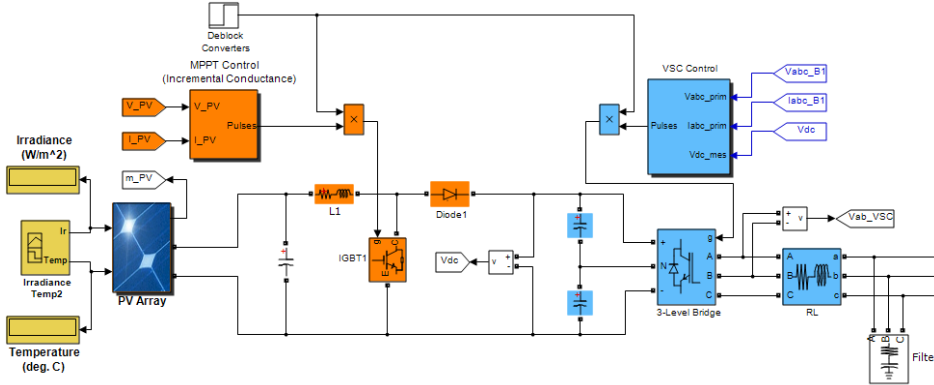 Deblock
Converters
MPPT Control
(Incremental Conductance)
V_PV
I_PV
V_PV
I_PV
Pulses
×
×
VSC Control
Pulses
Vabc_prim
Iabc_prim
Vdc_mes
Vabc_B1
Iabc_B1
Vdc
Irradiance
(W/m^2)
m_PV
Ir
Temp
Irradiance
Temp2
PV Array
Temperature
(deg. C)
+
L1
g
C
E
IGBT1
Diode1
Vdc
v
+
-
+
+
+
N
-
g
A
B
C
3-Level Bridge
+
-
v
Vab_VSC
A
B
C
a
b
c
RL
A
B
C
Filte